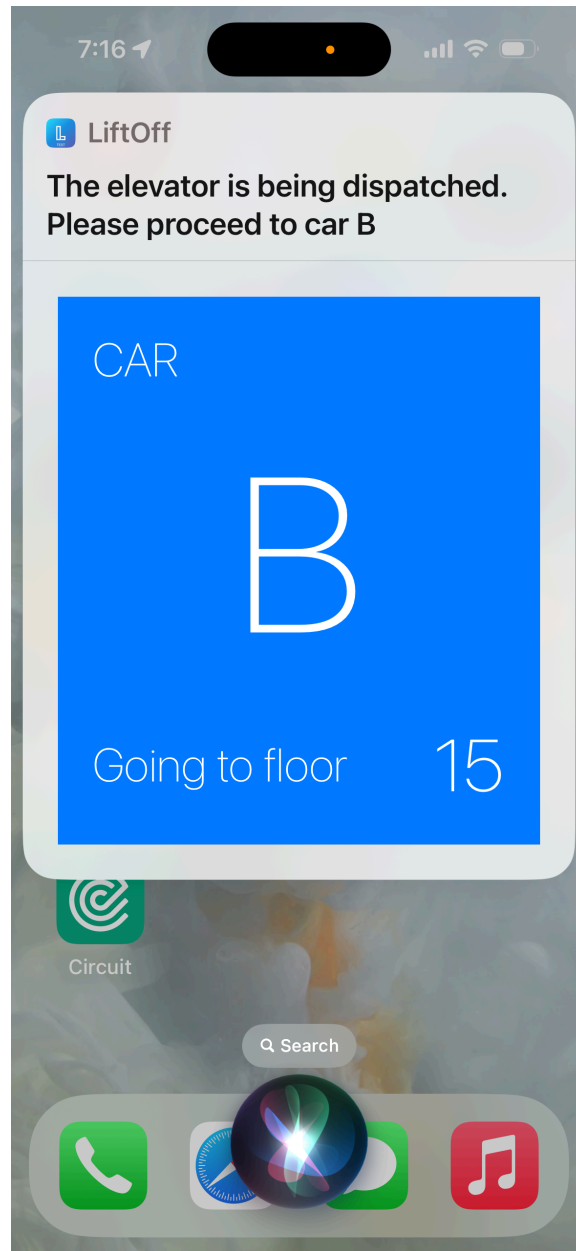 7:16
LiftOff
The elevator is being dispatched.
Please proceed to car B
CAR
B
Going to floor 15
Circuit
Search